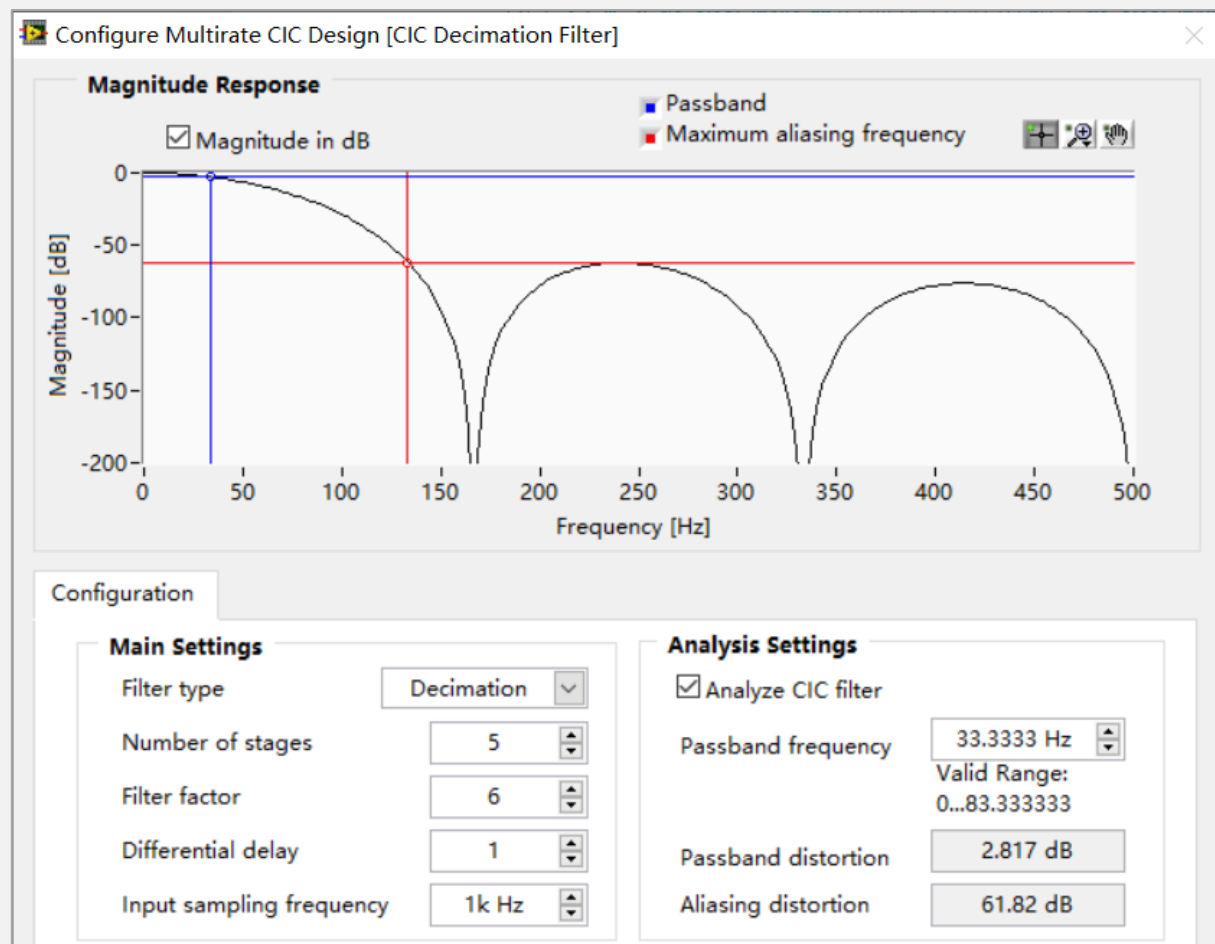 Configure Multirate CIC Design [CIC Decimation Filter]
Magnitude Response
Passband
Magnitude in dB
Maximum aliasing frequency
0
-50
-100
-150
-200
Magnitude [dB]
0 50 100 150 200 250 300 350 400 450 500
Frequency [Hz]
Configuration
Main Settings
Filter type Decimation
Number of stages 5
Filter factor 6
Differential delay 1
Input sampling frequency 1k Hz
Analysis Settings
Analyze CIC filter
Passband frequency 33.3333 Hz
Valid Range:
0...83.333333
Passband distortion 2.817 dB
Aliasing distortion 61.82 dB